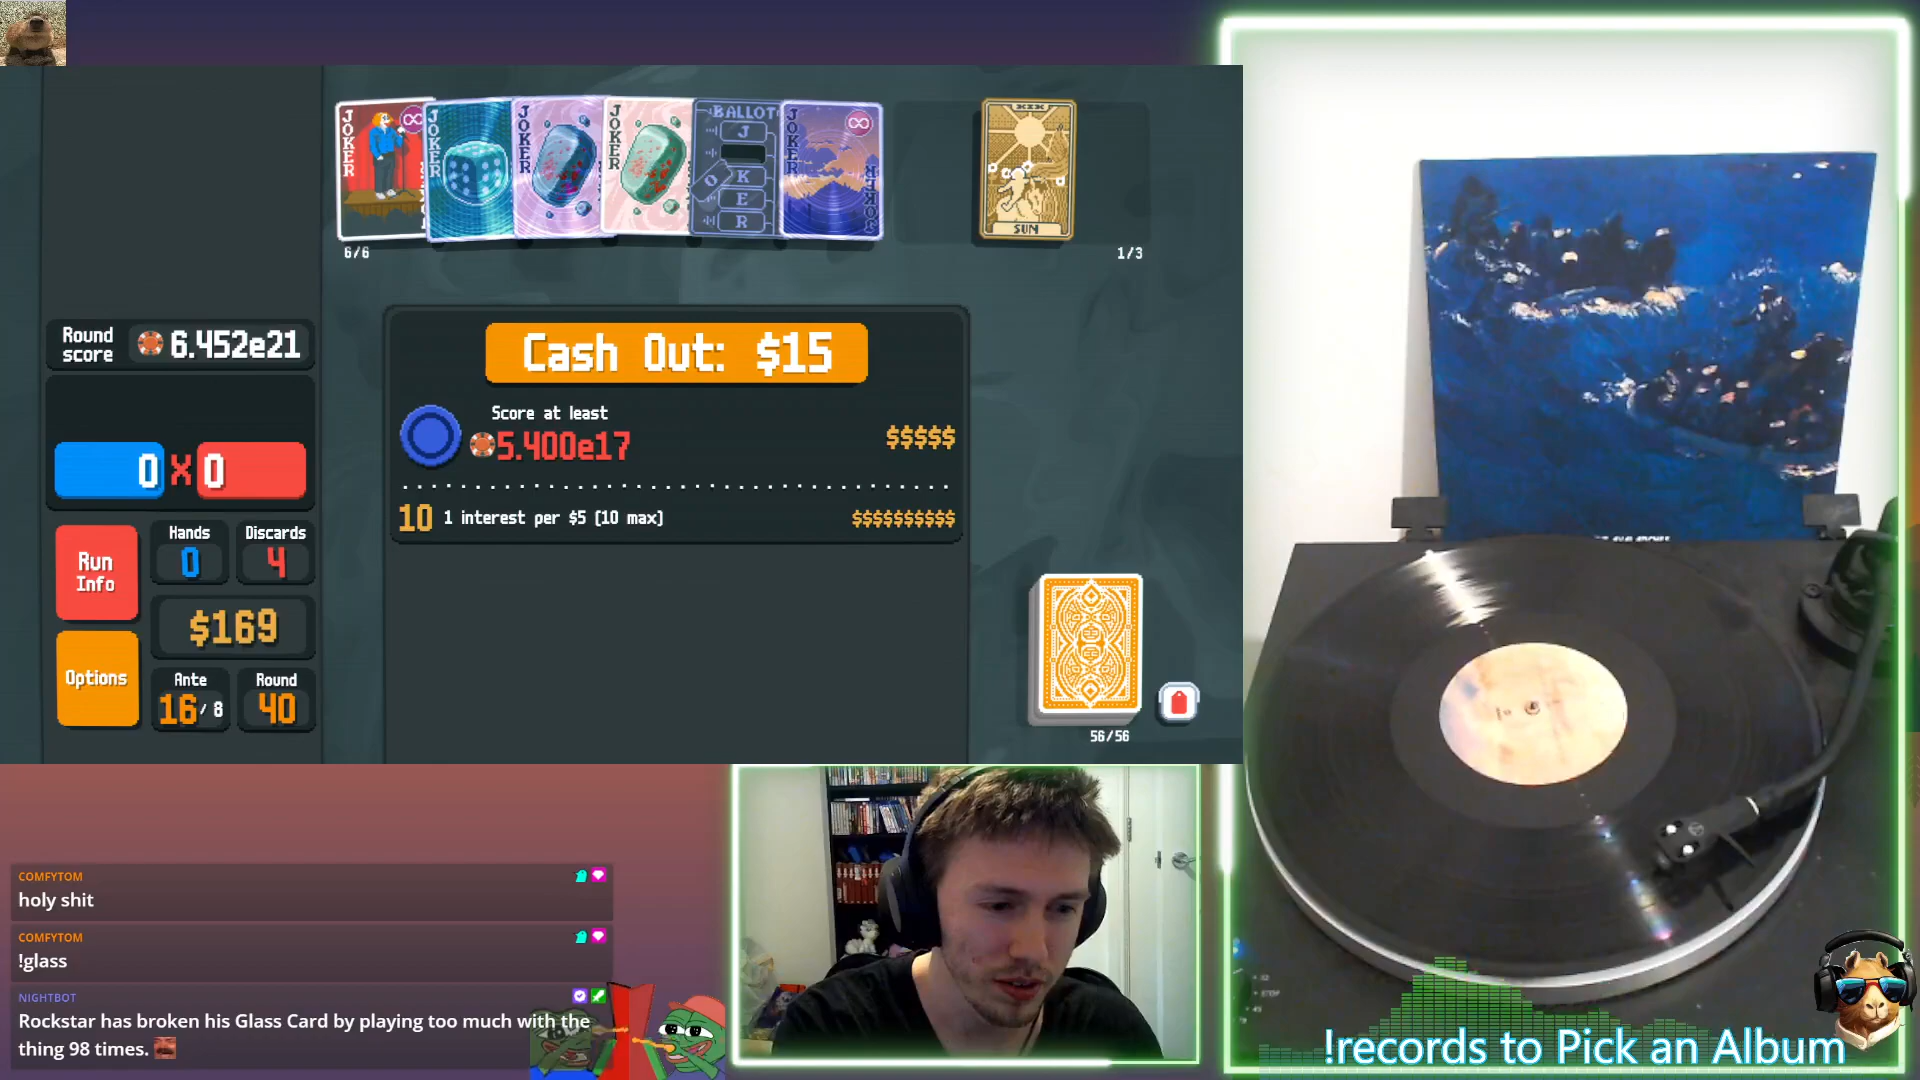 JOKER
JOKER
JOKER
JOKER
BALLOT
J
O
K
E
R
JOKER
JOKER
XIX
SUN
6/6
1/3
Round score
6.452e21
Cash Out: $15
Score at least
5.400e17
$$$$$
10 1 interest per $5 [10 max]
$$$$$$$$$$
0 X 0
Run Info
Hands
0
Discards
4
$169
Options
Ante
16/8
Round
40
56/56
COMFYTOM
holy shit
COMFYTOM
!glass
NIGHTBOT
Rockstar has broken his Glass Card by playing too much with the
thing 98 times.
!records to Pick an Album